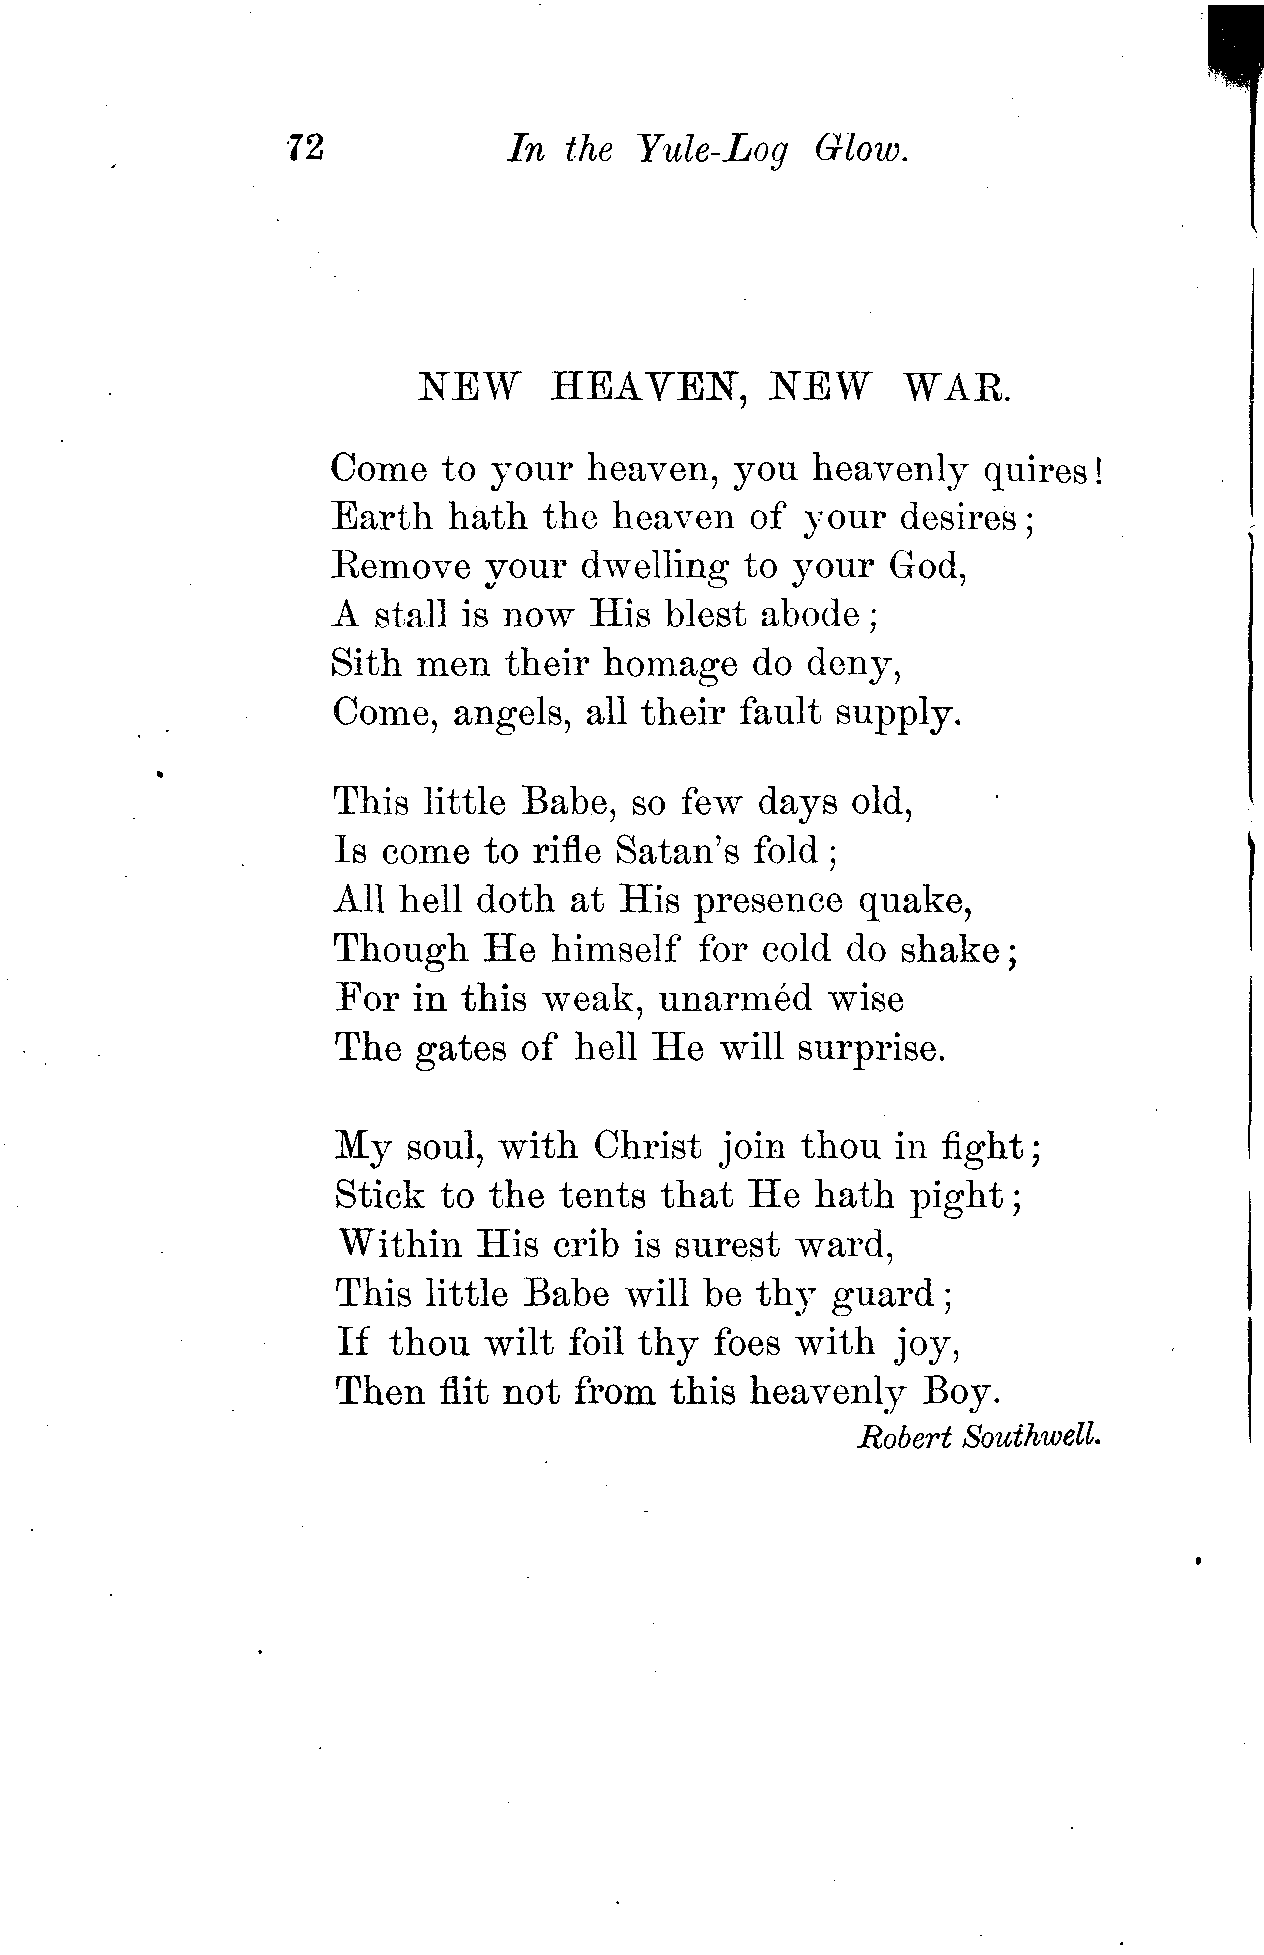 72 In the Yule-Log Glow.
NEW HEAVEN, NEW WAR.
Come to your heaven, you heavenly quires!
Earth hath the heaven of your desires;
Remove your dwelling to your God,
A stall is now His blest abode;
Sith men their homage do deny,
Come, angels, all their fault supply.
This little Babe, so few days old,
Is come to rifle Satan's fold;
All hell doth at His presence quake,
Though He himself for cold do shake;
For in this weak, unarméd wise
The gates of hell He will surprise.
My soul, with Christ join thou in fight;
Stick to the tents that He hath pight;
Within His crib is surest ward,
This little Babe will be thy guard;
If thou wilt foil thy foes with joy,
Then flit not from this heavenly Boy.
Robert Southwell.